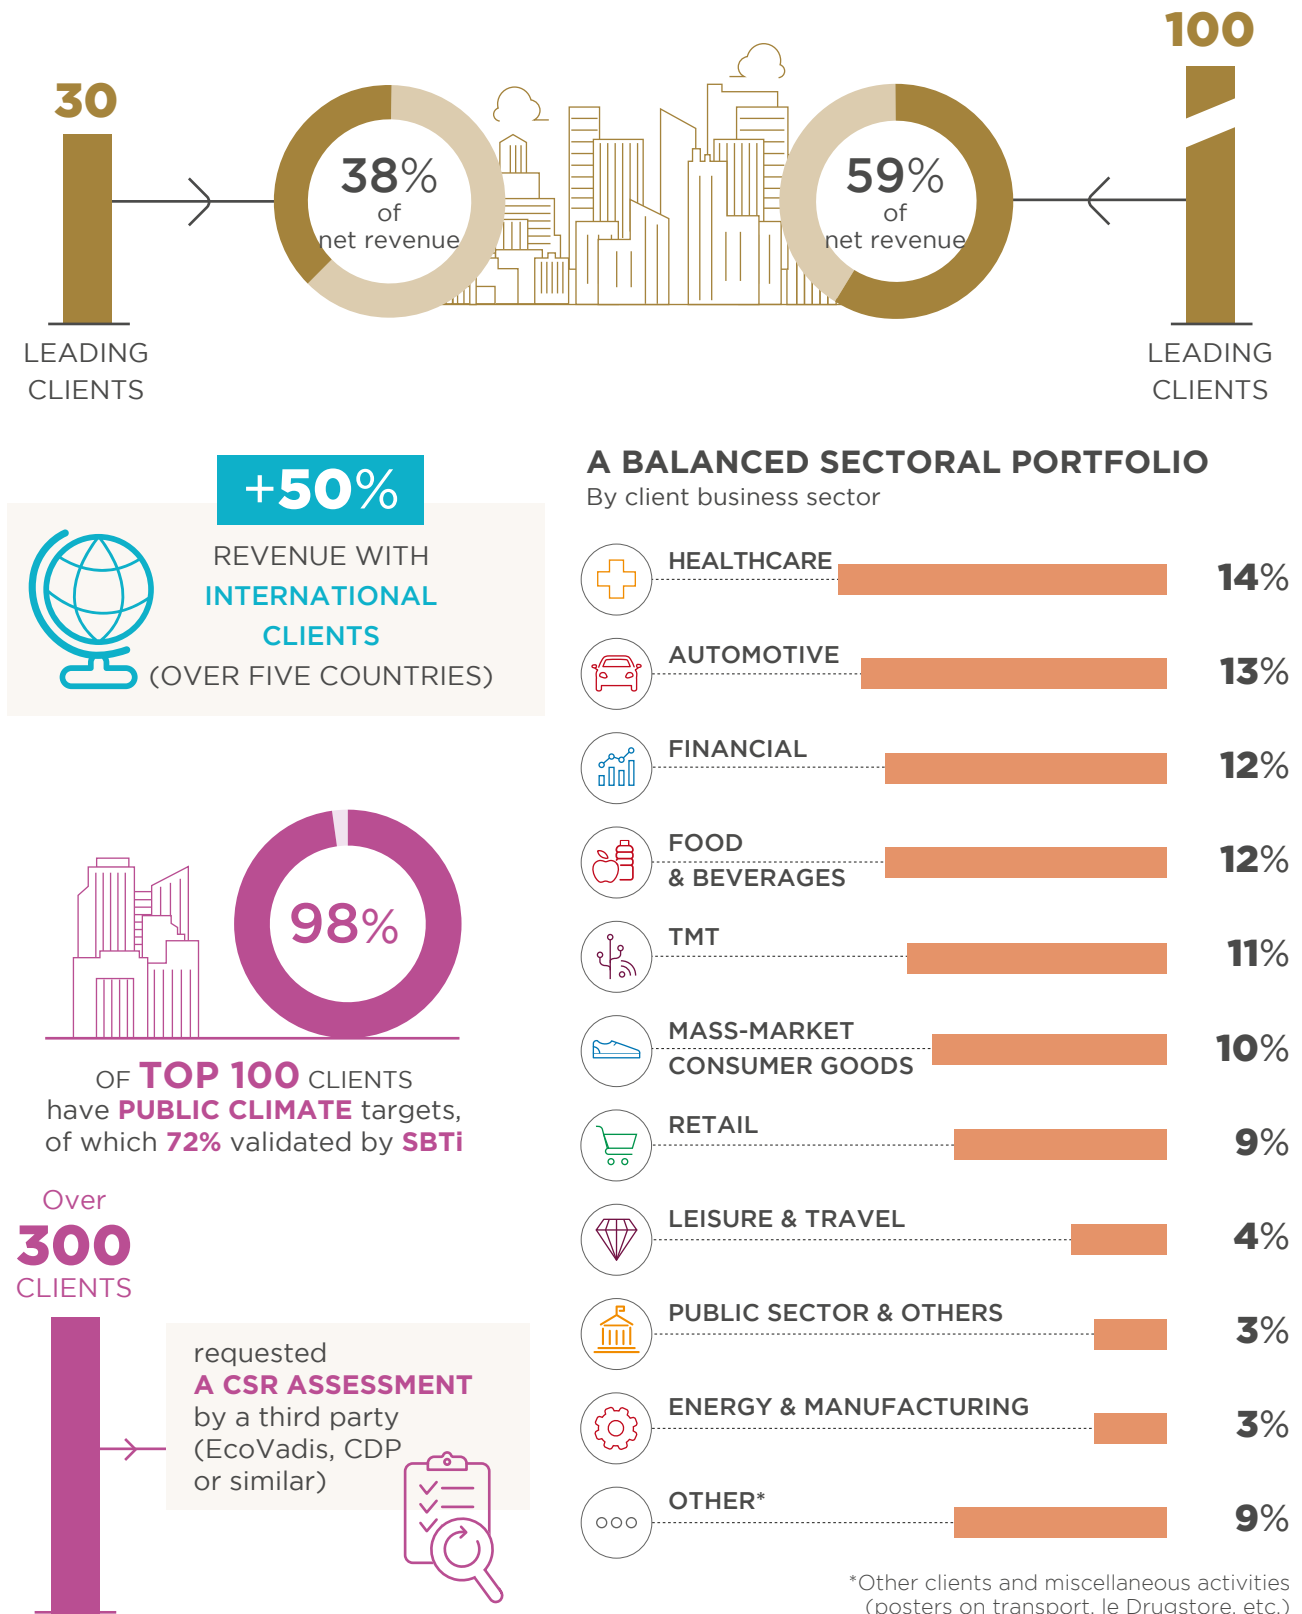 30
LEADING
CLIENTS
38%
of
net revenue
59%
of
net revenue
100
LEADING
CLIENTS
+50%
REVENUE WITH
INTERNATIONAL
CLIENTS
(OVER FIVE COUNTRIES)
98%
OF TOP 100 CLIENTS
have PUBLIC CLIMATE targets,
of which 72% validated by SBTi
Over
300
CLIENTS
requested
A CSR ASSESSMENT
by a third party
(EcoVadis, CDP
or similar)
A BALANCED SECTORAL PORTFOLIO
By client business sector
HEALTHCARE
14%
AUTOMOTIVE
13%
FINANCIAL
12%
FOOD
& BEVERAGES
12%
TMT
11%
MASS-MARKET
CONSUMER GOODS
10%
RETAIL
9%
LEISURE & TRAVEL
4%
PUBLIC SECTOR & OTHERS
3%
ENERGY & MANUFACTURING
3%
OTHER*
9%
*Other clients and miscellaneous activities
(posters on transport, le Drugstore, etc.)